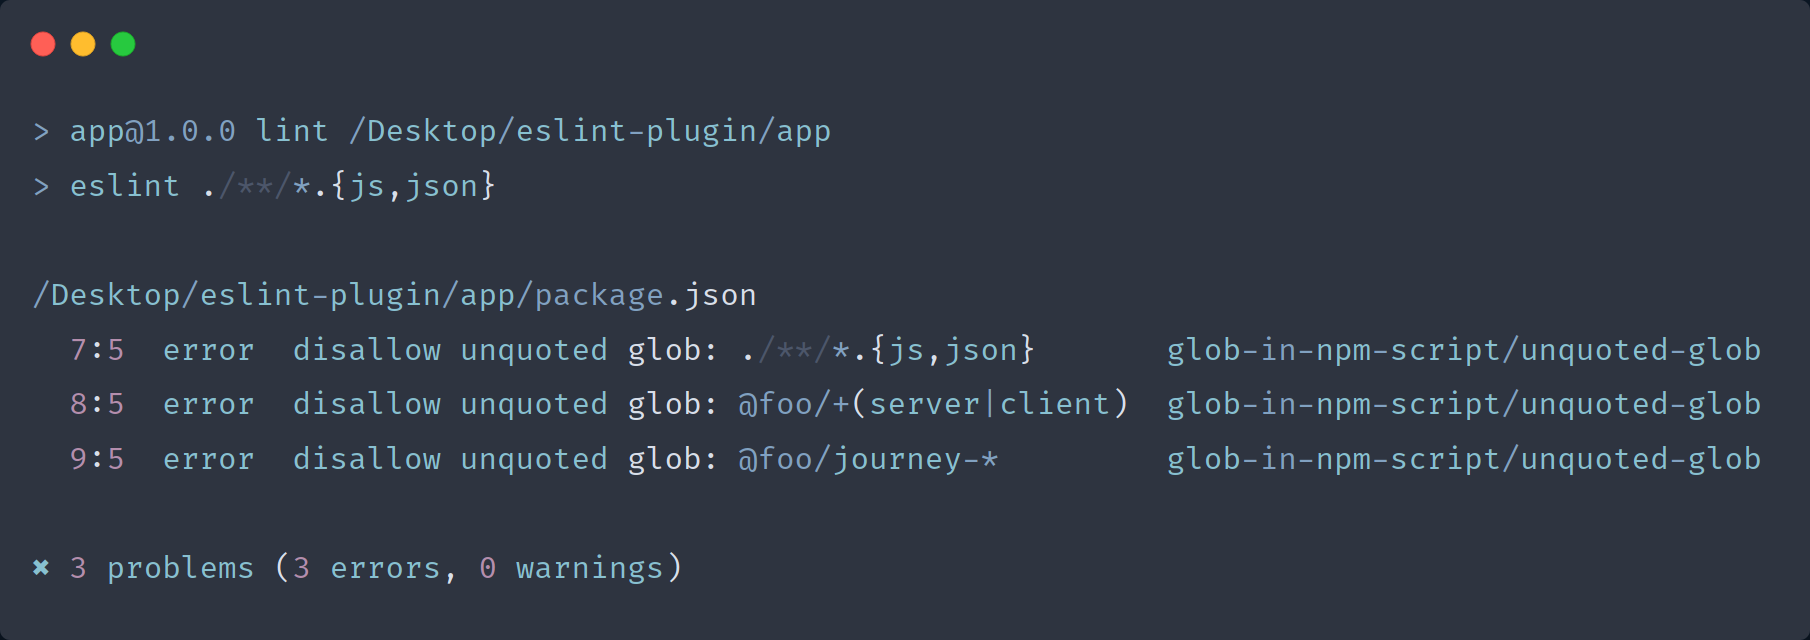 > app@1.0.0 lint /Desktop/eslint-plugin/app
> eslint ./**/*.{js,json}
/Desktop/eslint-plugin/app/package.json
7:5 error disallow unquoted glob: ./**/*.{js,json} glob-in-npm-script/unquoted-glob
8:5 error disallow unquoted glob: @foo/+(server|client) glob-in-npm-script/unquoted-glob
9:5 error disallow unquoted glob: @foo/journey-* glob-in-npm-script/unquoted-glob
✖ 3 problems (3 errors, 0 warnings)